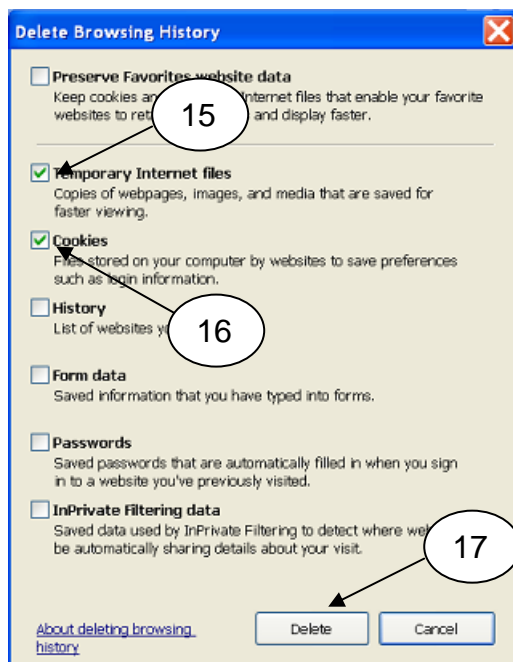 Delete Browsing History
Preserve Favorites website data
Keep cookies Internet files that enable your favorite
websites to and display faster.
15
Temporary Internet files
Copies of webpages, images, and media that are saved for
faster viewing.
Cookies
Files stored on your computer by websites to save preferences
such as login information.
History
List of websites
16
Form data
Saved information that you have typed into forms.
Passwords
Saved passwords that are automatically filled in when you sign
in to a website you've previously visited.
InPrivate Filtering data
Saved data used by InPrivate Filtering to detect where
be automatically sharing details about your visit.
17
About deleting browsing
history
Delete
Cancel